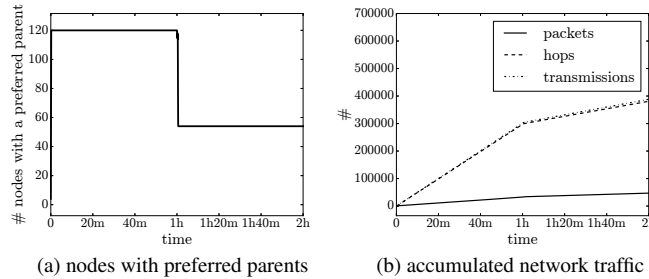 # nodes with a preferred parent
120
100
80
60
40
20
0
0 20m 40m 1h 1h20m 1h40m 2h
time
(a) nodes with preferred parents
#
700000
600000
500000
400000
300000
200000
100000
0
packets
hops
transmissions
0 20m 40m 1h 1h20m 1h40m 2h
time
(b) accumulated network traffic